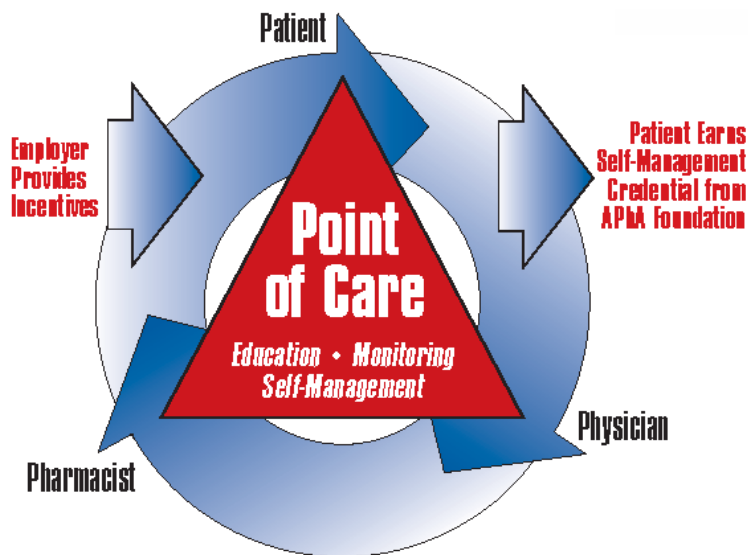 Patient
Employer
Provides
Incentives
Patient Earns
Self-Management
Credential from
APhA Foundation
Point
of Care
Education • Monitoring
Self-Management
Pharmacist
Physician